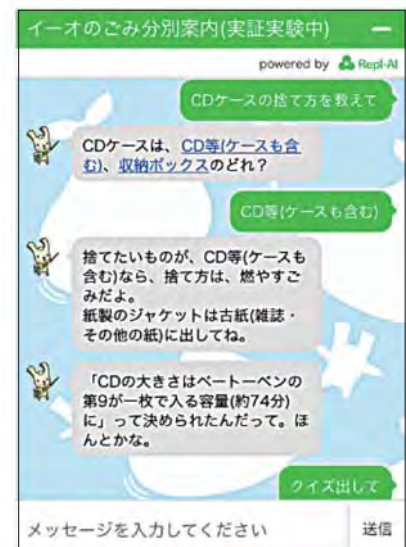 イーオのごみ分別案内(実証実験中)
powered by Repl-AI
CDケースの捨て方を教えて
CDケースは、CD等(ケースも含
む)、収納ボックスのどれ？
CD等(ケースも含む)
捨てたいものが、CD等(ケースも
含む)なら、捨て方は、燃やすご
みだよ。
紙製のジャケットは古紙(雑誌・
その他の紙)に出してね。
「CDの大きさはベートーベンの
第9が一枚で入る容量(約74分)
に」って決められたんだって。ほ
んとかな。
クイズ出して
メッセージを入力してください
送信